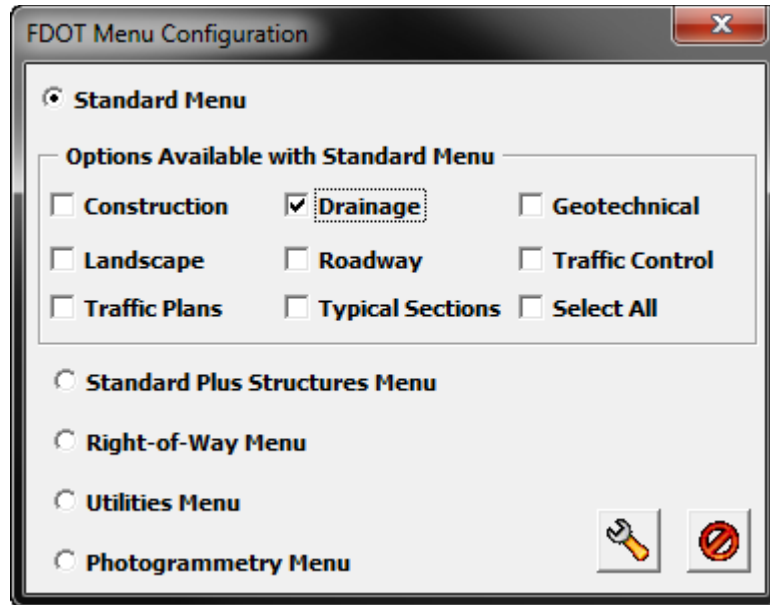 FDOT Menu Configuration
Standard Menu
Options Available with Standard Menu
Construction Drainage Geotechnical
Landscape Roadway Traffic Control
Traffic Plans Typical Sections Select All
Standard Plus Structures Menu
Right-of-Way Menu
Utilities Menu
Photogrammetry Menu